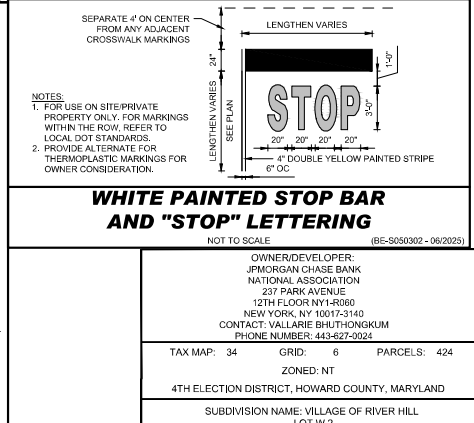 SEPARATE 4' ON CENTER
FROM ANY ADJACENT
CROSSWALK MARKINGS
LENGTHEN VARIES
24"
1'-0"
NOTES:
1. FOR USE ON SITE/PRIVATE
PROPERTY ONLY. FOR MARKINGS
WITHIN THE ROW, REFER TO
LOCAL DOT STANDARDS.
2. PROVIDE ALTERNATE FOR
THERMOPLASTIC MARKINGS FOR
OWNER CONSIDERATION.
LENGTHEN VARIES
SEE PLAN
STOP
3'-0"
20" 20" 20" 20"
4" DOUBLE YELLOW PAINTED STRIPE
6" OC
WHITE PAINTED STOP BAR
AND "STOP" LETTERING
NOT TO SCALE (BE-S050302 - 06/2025)
OWNER/DEVELOPER:
JPMORGAN CHASE BANK
NATIONAL ASSOCIATION
237 PARK AVENUE
12TH FLOOR NY1-R060
NEW YORK, NY 10017-3140
CONTACT: VALLARIE BHUTHONGKUM
PHONE NUMBER: 443-627-0024
TAX MAP: 34 GRID: 6 PARCELS: 424
ZONED: NT
4TH ELECTION DISTRICT, HOWARD COUNTY, MARYLAND
SUBDIVISION NAME: VILLAGE OF RIVER HILL
LOT W-2